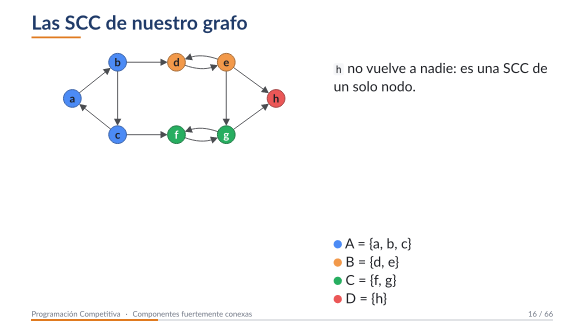 Las SCC de nuestro grafo
b
d
e
a
h
c
f
g
h no vuelve a nadie: es una SCC de
un solo nodo.
A = {a, b, c}
B = {d, e}
C = {f, g}
D = {h}
Programación Competitiva · Componentes fuertemente conexas
16 / 66